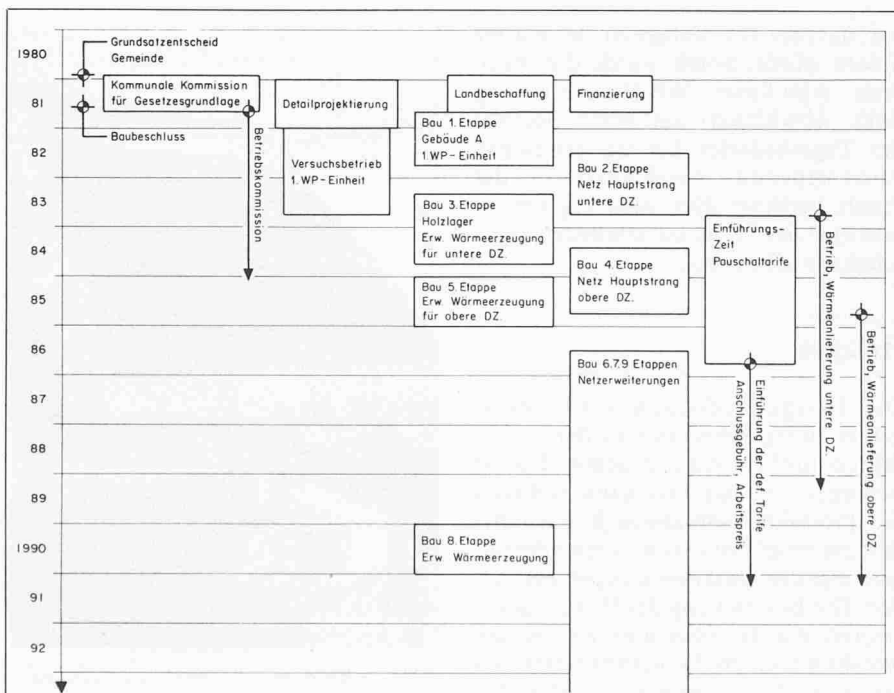 1980
Grundsatzentscheid
Gemeinde
81
Kommunale Kommission
für Gesetzesgrundlage
Baubeschluss
Betriebskommission
Detailprojektierung
Versuchsbetrieb
1.WP-Einheit
Landbeschaffung
Finanzierung
Bau 1. Etappe
Gebäude A
1.WP-Einheit
82
Bau 2. Etappe
Netz Hauptstrang
untere DZ.
83
Bau 3. Etappe
Holzlager
Erw. Wärmeerzeugung
für untere DZ.
Einführungs-
Zeit
Pauschaltarife
Betrieb, Wärmeanlieferung untere DZ.
84
Bau 4. Etappe
Netz Hauptstrang
obere DZ.
85
Bau 5. Etappe
Erw. Wärmeerzeugung
für obere DZ.
Betrieb, Wärmeanlieferung obere DZ.
86
Bau 6.7.9 Etappen
Netzerweiterungen
Einführung der def. Tarife
Anschlussgebühr, Arbeitspreis
87
88
89
1990
Bau 8. Etappe
Erw. Wärmeerzeugung
91
92